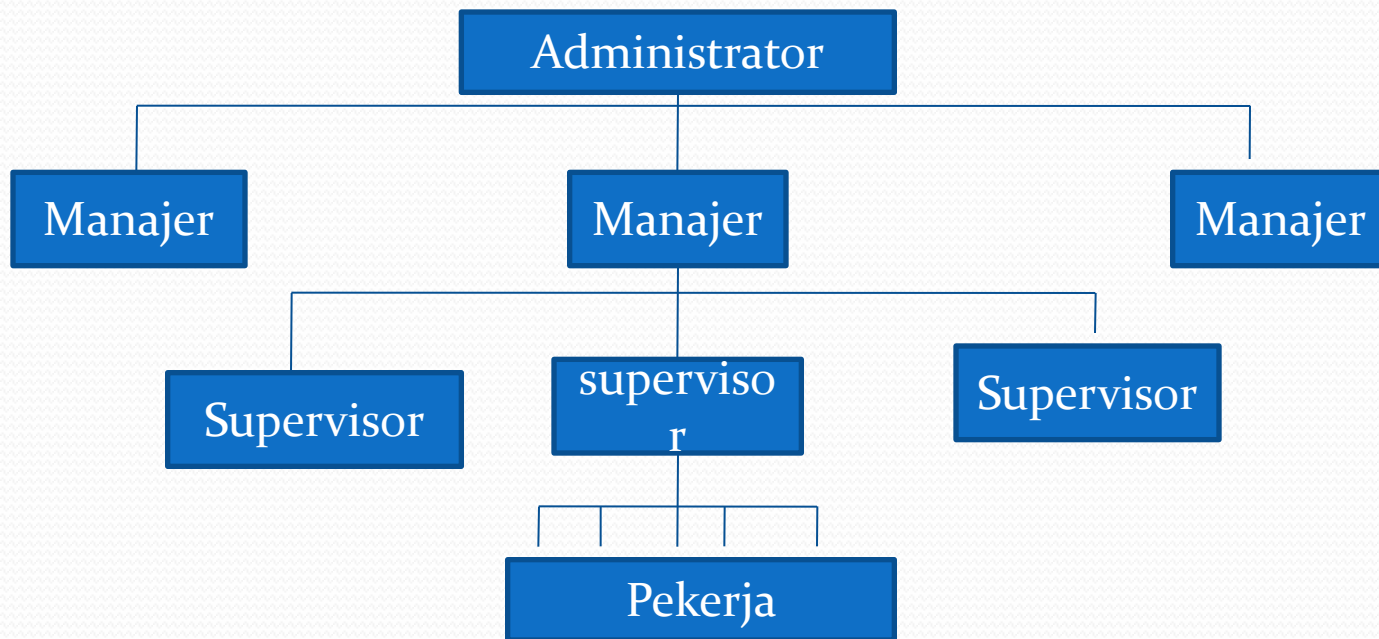 Administrator
Manajer
Manajer
Manajer
Supervisor
superviso
r
Supervisor
Pekerja